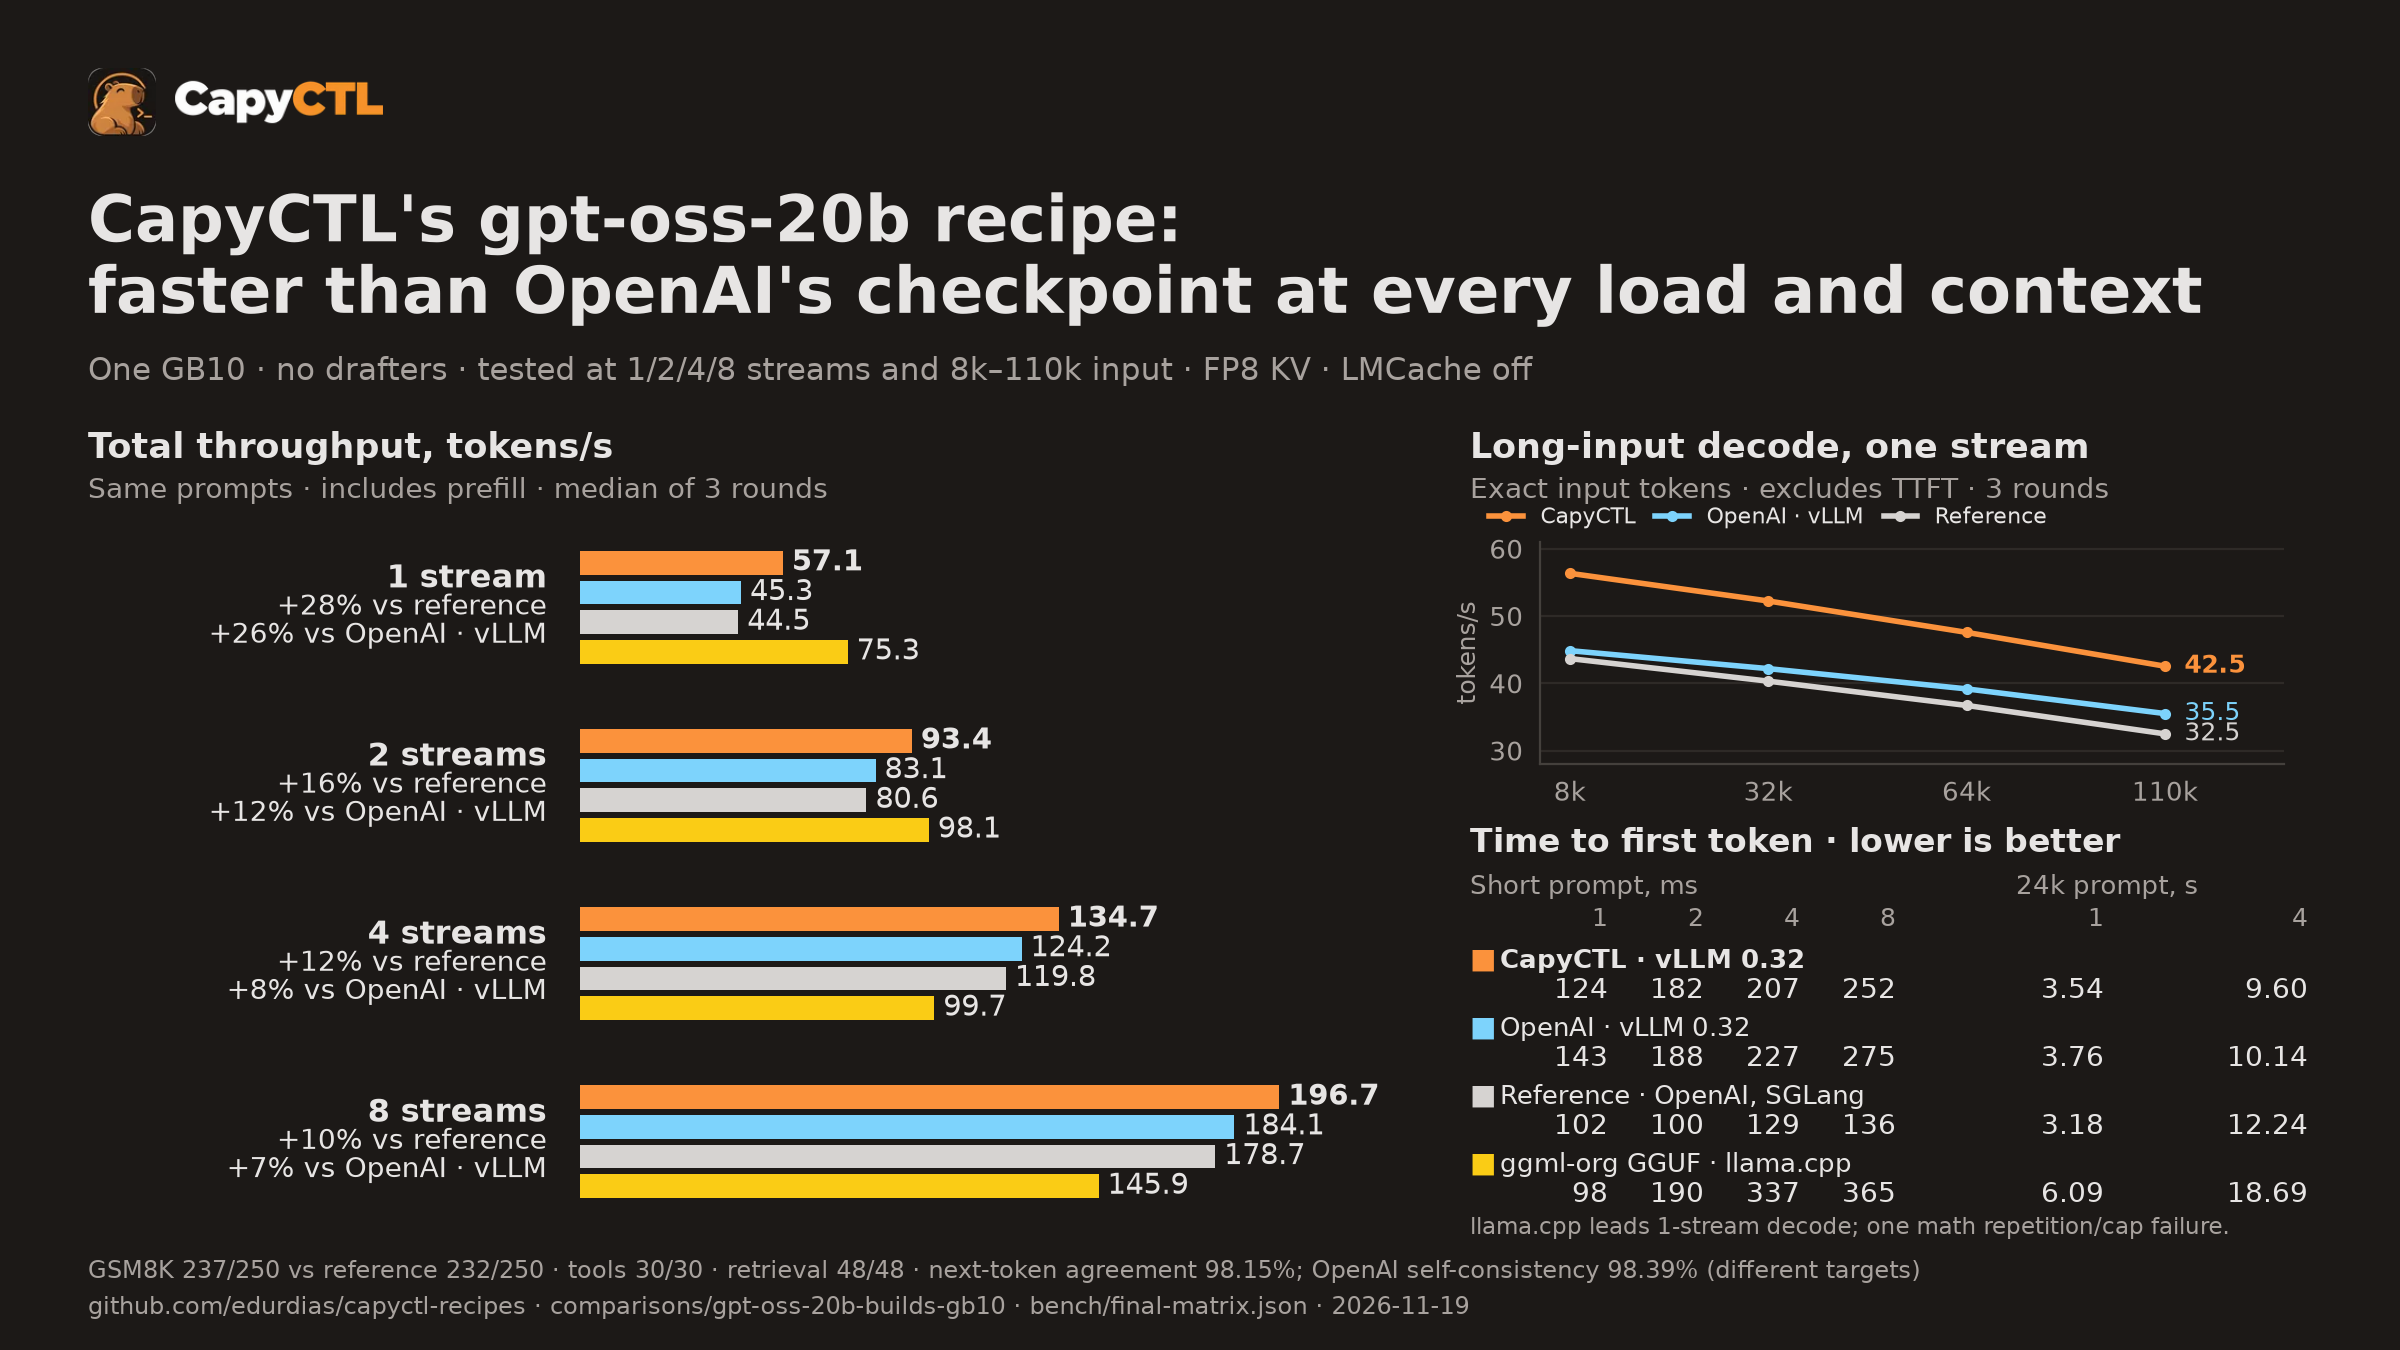 CapyCTL
CapyCTL's gpt-oss-20b recipe:
faster than OpenAI's checkpoint at every load and context
One GB10 · no drafters · tested at 1/2/4/8 streams and 8k–110k input · FP8 KV · LMCache off
Total throughput, tokens/s
Same prompts · includes prefill · median of 3 rounds
1 stream
+28% vs reference
+26% vs OpenAI · vLLM
57.1
45.3
44.5
75.3
2 streams
+16% vs reference
+12% vs OpenAI · vLLM
93.4
83.1
80.6
98.1
4 streams
+12% vs reference
+8% vs OpenAI · vLLM
134.7
124.2
119.8
99.7
8 streams
+10% vs reference
+7% vs OpenAI · vLLM
196.7
184.1
178.7
145.9
Long-input decode, one stream
Exact input tokens · excludes TTFT · 3 rounds
CapyCTL OpenAI · vLLM Reference
tokens/s
60
50
40
30
42.5
35.5
32.5
8k 32k 64k 110k
Time to first token · lower is better
Short prompt, ms 24k prompt, s
1 2 4 8 1 4
CapyCTL · vLLM 0.32
124 182 207 252 3.54 9.60
OpenAI · vLLM 0.32
143 188 227 275 3.76 10.14
Reference · OpenAI, SGLang
102 100 129 136 3.18 12.24
ggml-org GGUF · llama.cpp
98 190 337 365 6.09 18.69
llama.cpp leads 1-stream decode; one math repetition/cap failure.
GSM8K 237/250 vs reference 232/250 · tools 30/30 · retrieval 48/48 · next-token agreement 98.15%; OpenAI self-consistency 98.39% (different targets)
github.com/edurdias/capyctl-recipes · comparisons/gpt-oss-20b-builds-gb10 · bench/final-matrix.json · 2026-11-19